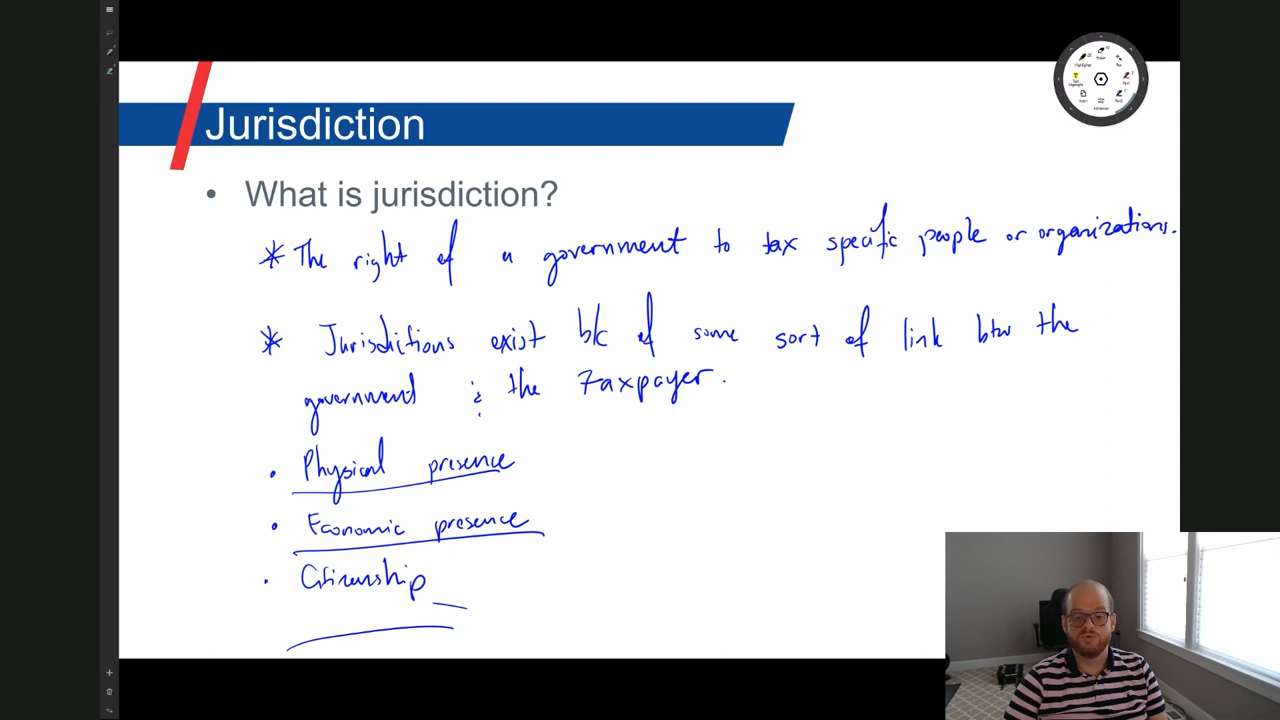 Jurisdiction
• What is jurisdiction?
* The right of a government to tax specific people or organizations.
* Jurisdictions exist b/c of some sort of link btw the
government & the Taxpayer.
• Physical presence
• Economic presence
• Citizenship